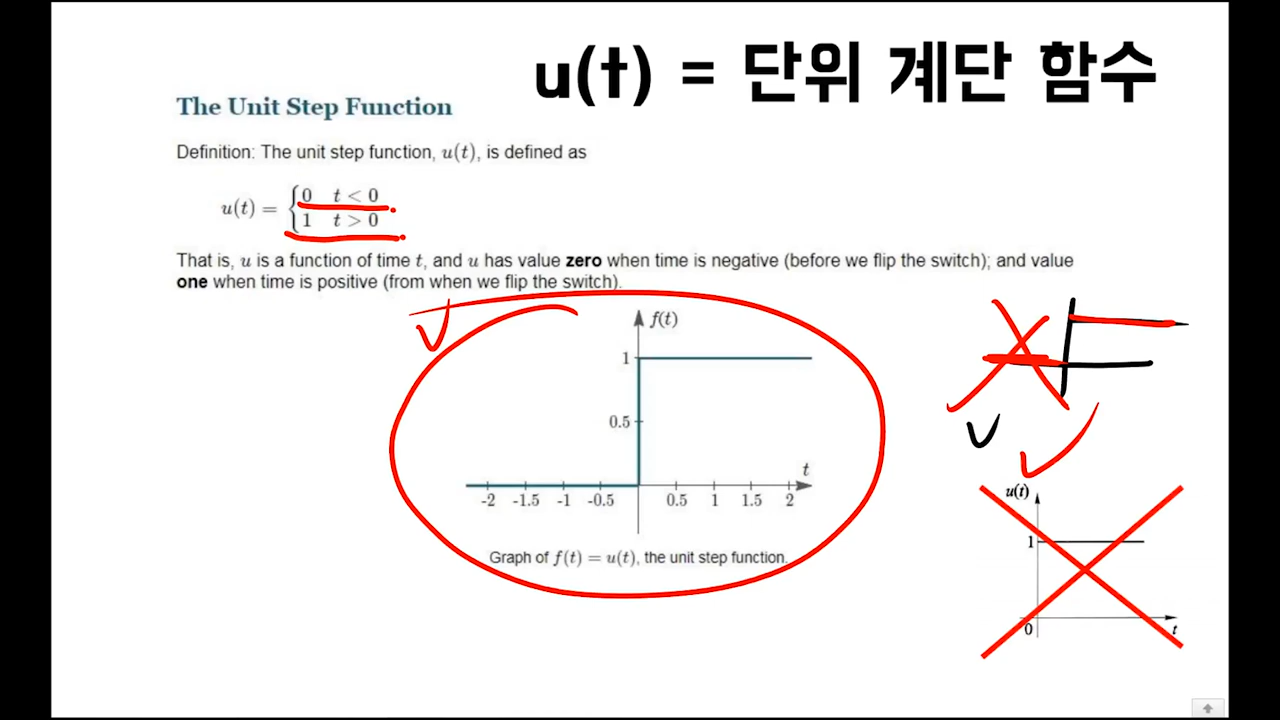 u(t) = 단위 계단 함수
The Unit Step Function
Definition: The unit step function, u(t), is defined as
u(t) = {0 t < 0
1 t > 0
That is, u is a function of time t, and u has value zero when time is negative (before we flip the switch); and value
one when time is positive (from when we flip the switch).
f(t)
1
0.5
t
-2 -1.5 -1 -0.5 0.5 1 1.5 2
Graph of f(t) = u(t), the unit step function.
u(t)
1
0 t